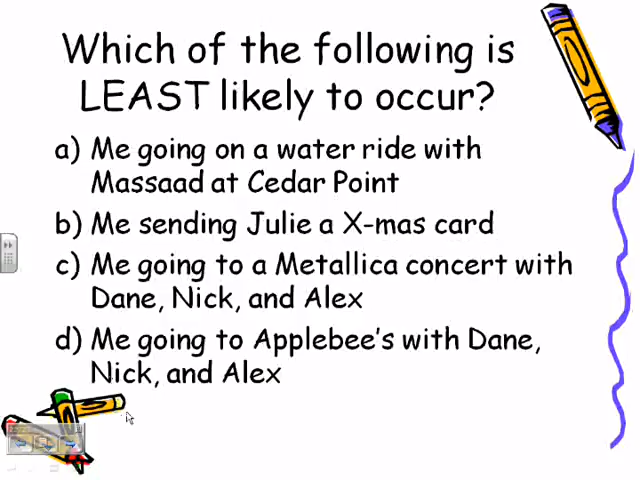 Which of the following is
LEAST likely to occur?
a) Me going on a water ride with
Massaad at Cedar Point
b) Me sending Julie a X-mas card
c) Me going to a Metallica concert with
Dane, Nick, and Alex
d) Me going to Applebee's with Dane,
Nick, and Alex